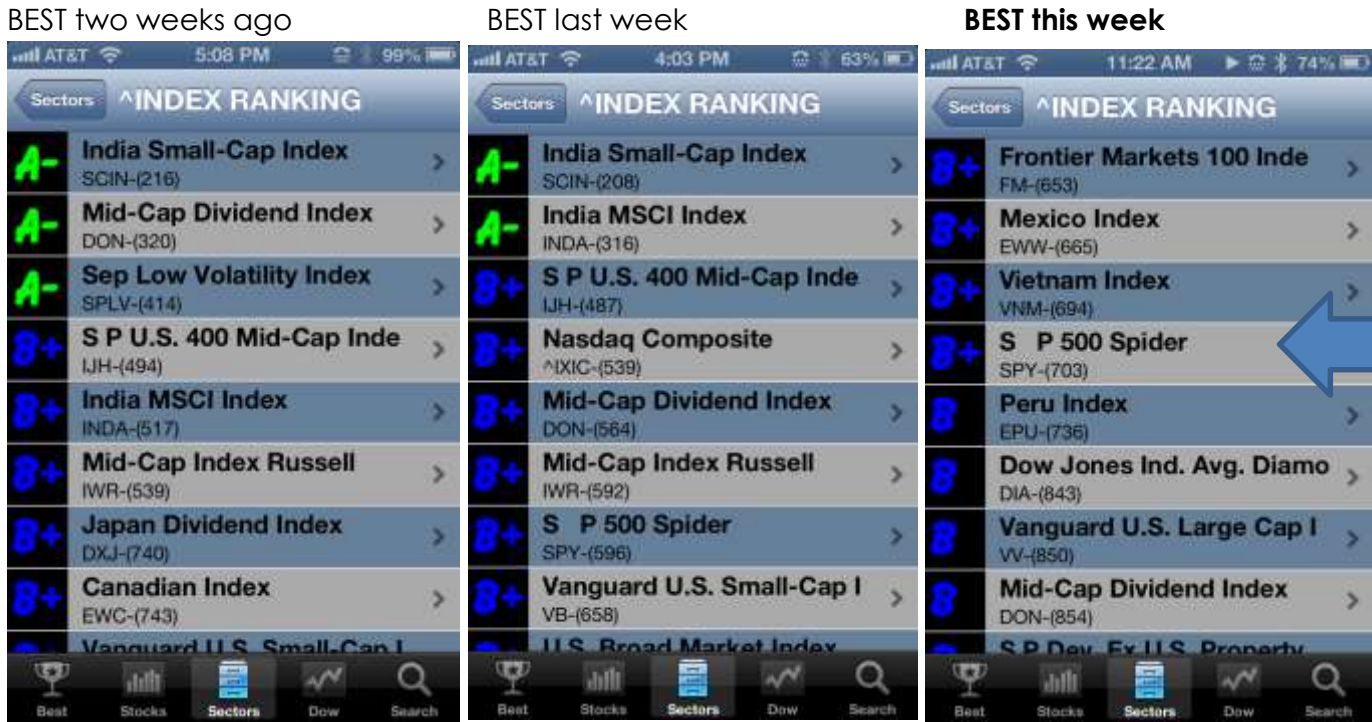 BEST two weeks ago
AT&T 5:08 PM 99%
Sectors ^INDEX RANKING
A- India Small-Cap Index
SCIN-(216)
A- Mid-Cap Dividend Index
DON-(320)
A- Sep Low Volatility Index
SPLV-(414)
B+ S P U.S. 400 Mid-Cap Inde
IJH-(494)
B+ India MSCI Index
INDA-(517)
B+ Mid-Cap Index Russell
IWR-(539)
B+ Japan Dividend Index
DXJ-(740)
B+ Canadian Index
EWC-(743)
Vanguard U.S. Small-Cap I
Best Stocks Sectors Dow Search
BEST last week
AT&T 4:03 PM 63%
Sectors ^INDEX RANKING
A- India Small-Cap Index
SCIN-(208)
A- India MSCI Index
INDA-(316)
B+ S P U.S. 400 Mid-Cap Inde
IJH-(487)
B+ Nasdaq Composite
^IXIC-(539)
B+ Mid-Cap Dividend Index
DON-(564)
B+ Mid-Cap Index Russell
IWR-(592)
B+ S P 500 Spider
SPY-(596)
B+ Vanguard U.S. Small-Cap I
VB-(658)
U.S. Broad Market Index
Best Stocks Sectors Dow Search
BEST this week
AT&T 11:22 AM 74%
Sectors ^INDEX RANKING
B+ Frontier Markets 100 Inde
FM-(653)
B+ Mexico Index
EWW-(665)
B+ Vietnam Index
VNM-(694)
B+ S P 500 Spider
SPY-(703)
B Peru Index
EPU-(736)
B Dow Jones Ind. Avg. Diamo
DIA-(843)
B Vanguard U.S. Large Cap I
VV-(850)
B Mid-Cap Dividend Index
DON-(854)
S P Dev. Ex U.S. Property
Best Stocks Sectors Dow Search